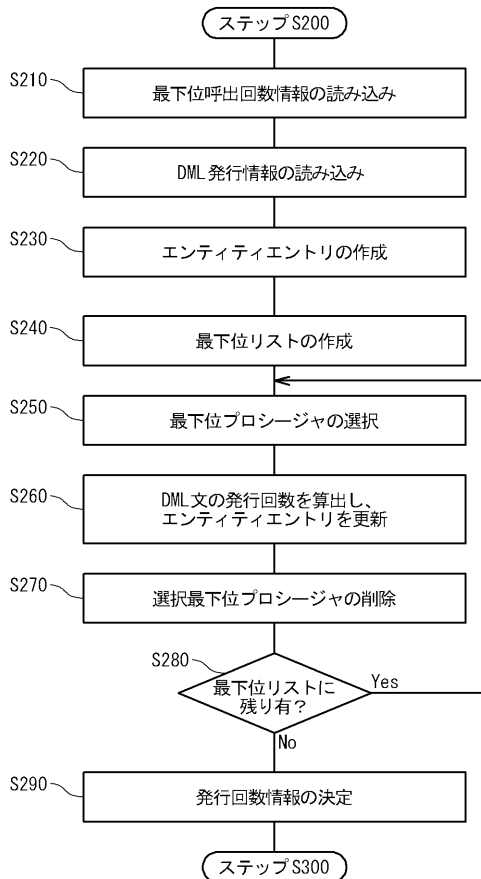 ステップS200
S210
最下位呼出回数情報の読み込み
S220
DML発行情報の読み込み
S230
エンティティエントリの作成
S240
最下位リストの作成
S250
最下位プロシージャの選択
S260
DML文の発行回数を算出し、
エンティティエントリを更新
S270
選択最下位プロシージャの削除
S280
最下位リストに
残り有?
Yes
No
S290
発行回数情報の決定
ステップS300